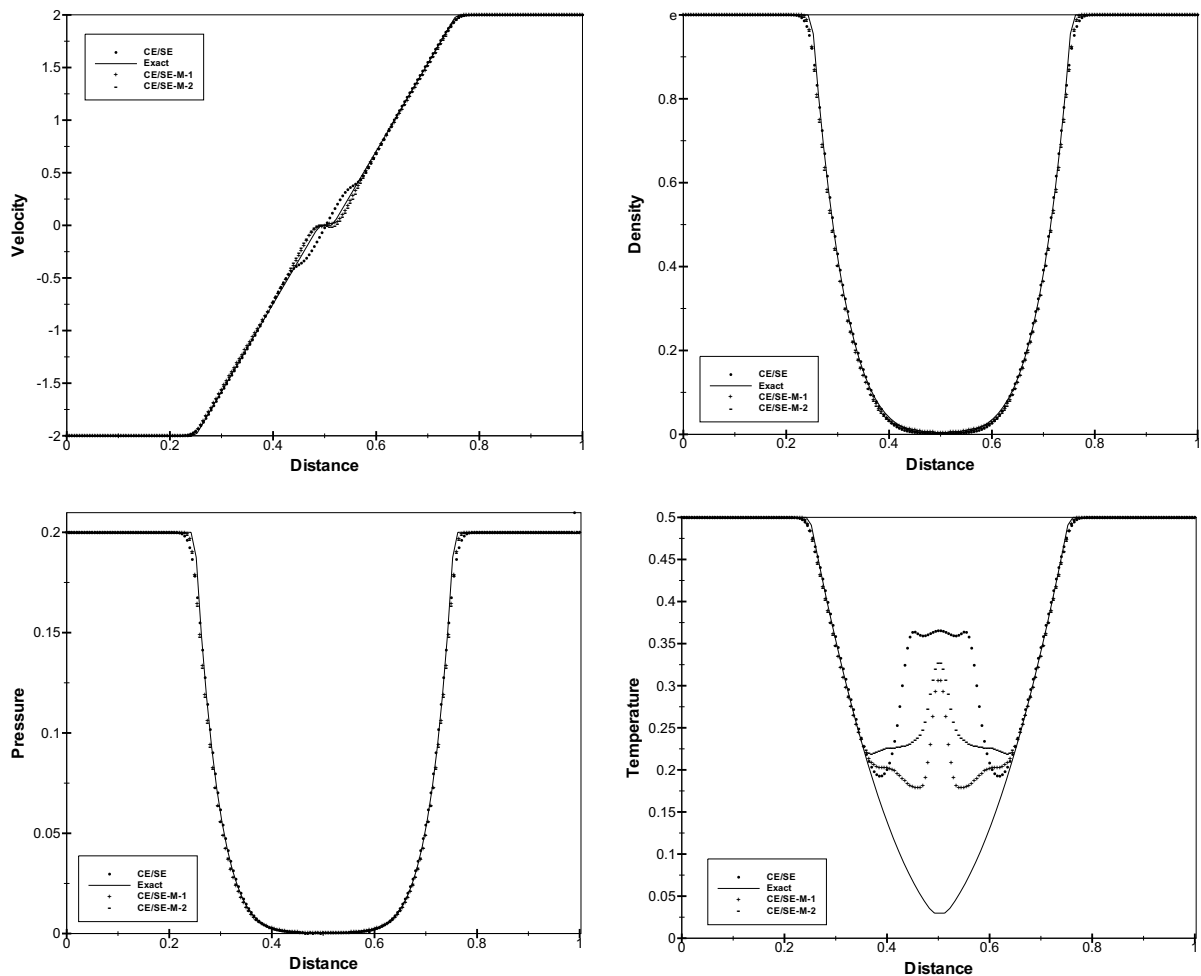 2
1.5
1
0.5
0
-0.5
-1
-1.5
-2
Velocity
CE/SE
Exact
CE/SE-M-1
CE/SE-M-2
0 0.2 0.4 0.6 0.8 1
Distance
e
0.8
0.6
0.4
0.2
0
Density
CE/SE
Exact
CE/SE-M-1
CE/SE-M-2
0 0.2 0.4 0.6 0.8 1
Distance
0.2
0.15
0.1
0.05
0
Pressure
CE/SE
Exact
CE/SE-M-1
CE/SE-M-2
0 0.2 0.4 0.6 0.8 1
Distance
0.5
0.45
0.4
0.35
0.3
0.25
0.2
0.15
0.1
0.05
0
Temperature
CE/SE
Exact
CE/SE-M-1
CE/SE-M-2
0 0.2 0.4 0.6 0.8 1
Distance